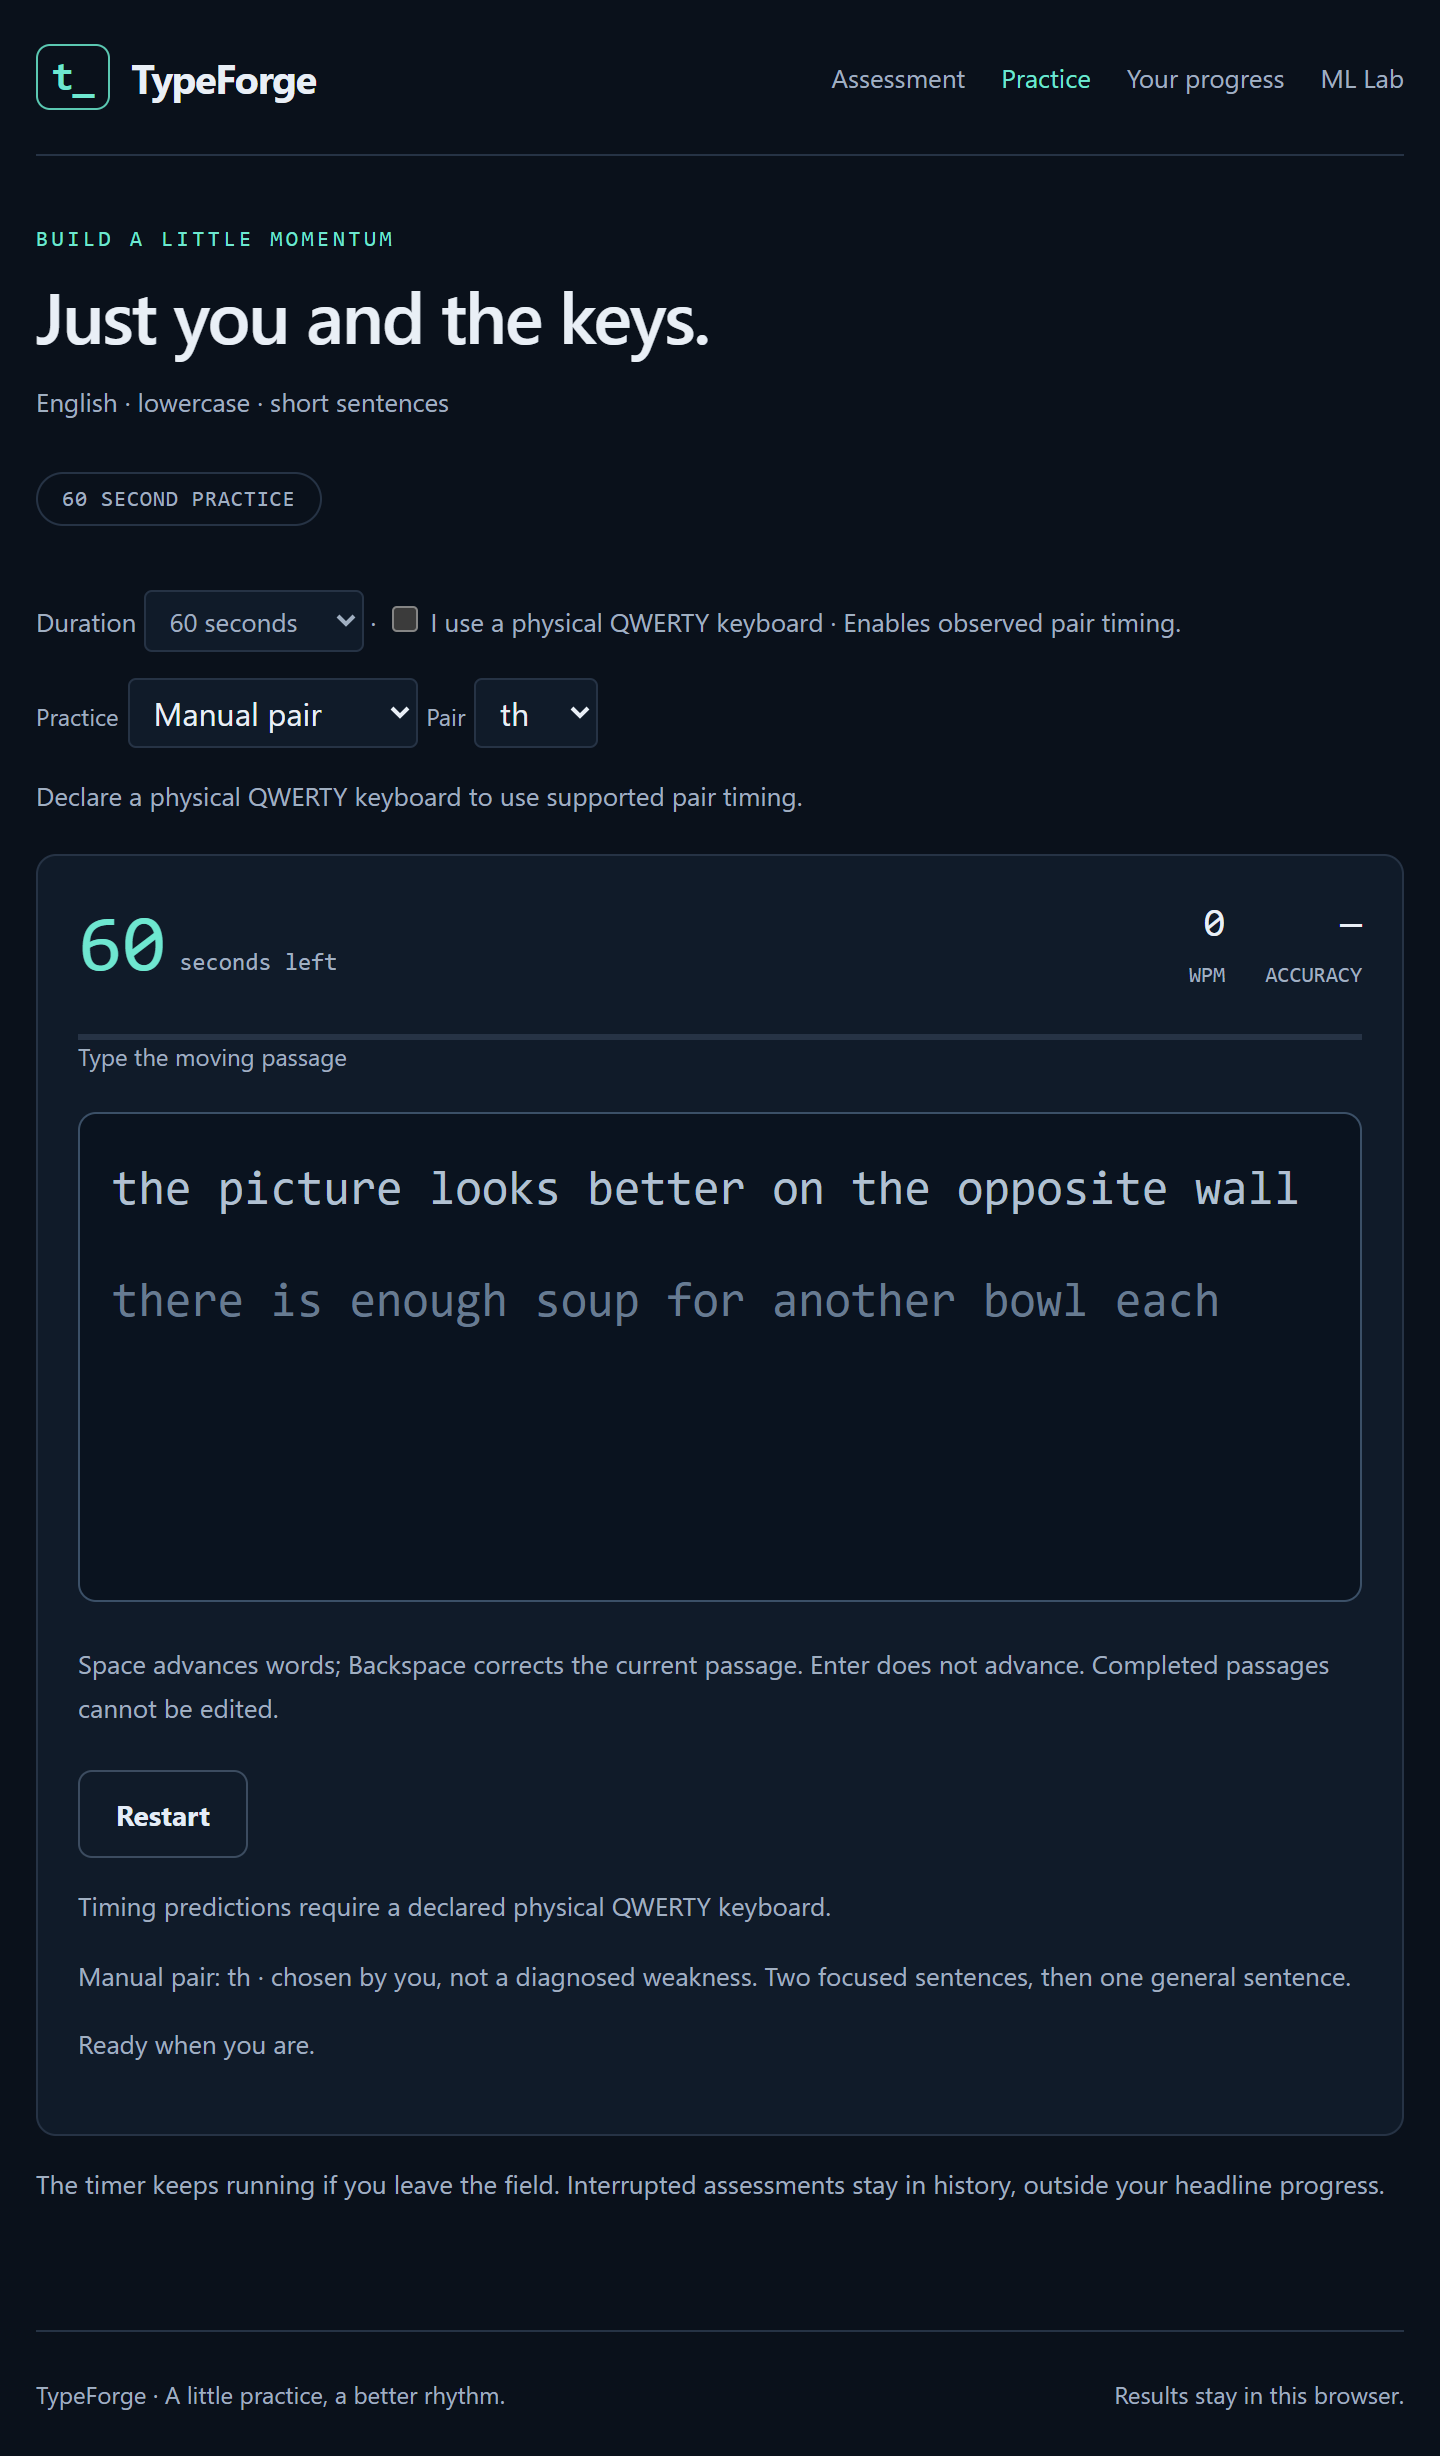 t_ TypeForge Assessment Practice Your progress ML Lab
BUILD A LITTLE MOMENTUM
Just you and the keys.
English · lowercase · short sentences
60 SECOND PRACTICE
Duration 60 seconds · I use a physical QWERTY keyboard · Enables observed pair timing.
Practice Manual pair Pair th
Declare a physical QWERTY keyboard to use supported pair timing.
60 seconds left
0 —
WPM ACCURACY
Type the moving passage
the picture looks better on the opposite wall
there is enough soup for another bowl each
Space advances words; Backspace corrects the current passage. Enter does not advance. Completed passages
cannot be edited.
Restart
Timing predictions require a declared physical QWERTY keyboard.
Manual pair: th · chosen by you, not a diagnosed weakness. Two focused sentences, then one general sentence.
Ready when you are.
The timer keeps running if you leave the field. Interrupted assessments stay in history, outside your headline progress.
TypeForge · A little practice, a better rhythm. Results stay in this browser.